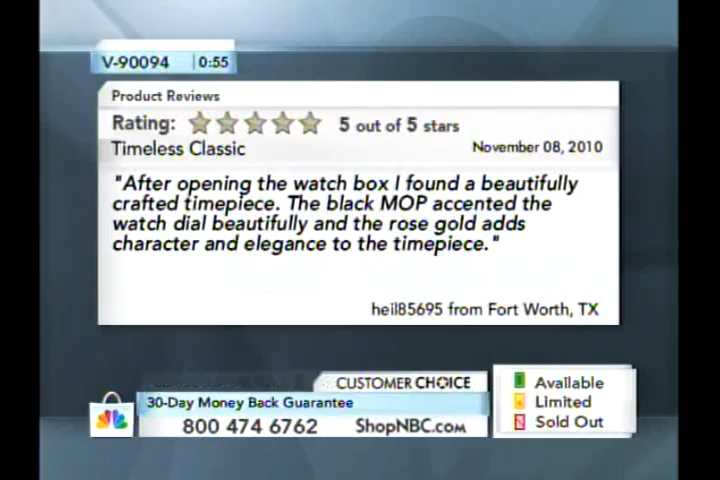 V-90094 0:55
Product Reviews
Rating: 5 out of 5 stars
Timeless Classic November 08, 2010
"After opening the watch box I found a beautifully
crafted timepiece. The black MOP accented the
watch dial beautifully and the rose gold adds
character and elegance to the timepiece."
heil85695 from Fort Worth, TX
CUSTOMER CHOICE
30-Day Money Back Guarantee
800 474 6762 ShopNBC.com
Available
Limited
Sold Out